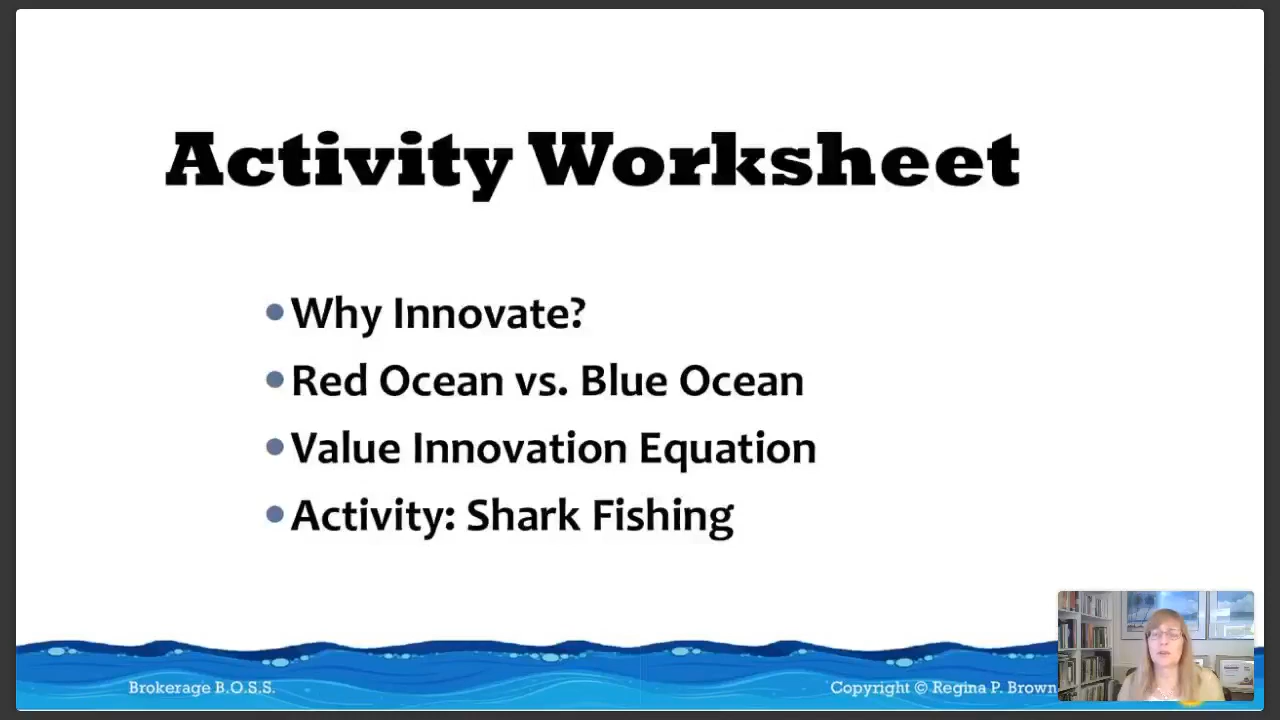 Activity Worksheet
Why Innovate?
Red Ocean vs. Blue Ocean
Value Innovation Equation
Activity: Shark Fishing
Brokerage B.O.S.S.
Copyright © Regina P. Brown